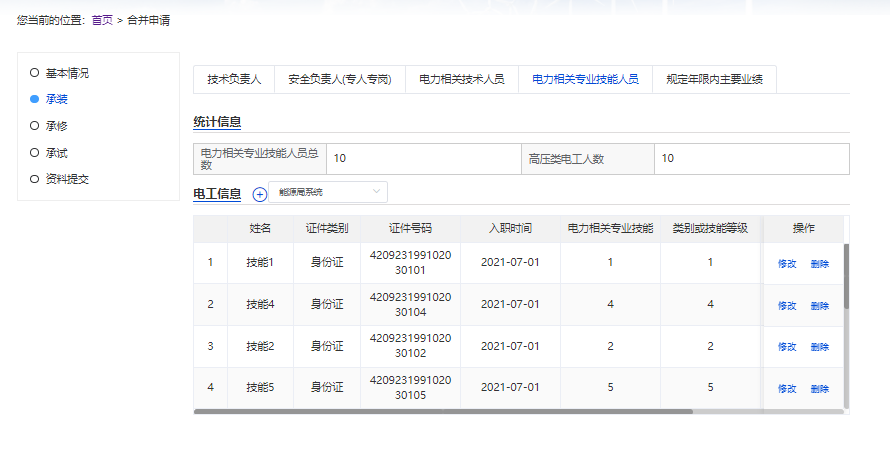 您当前的位置：首页 > 合并申请
基本情况
承装
承修
承试
资料提交
技术负责人 安全负责人(专人专岗) 电力相关技术人员 电力相关专业技能人员 规定年限内主要业绩
统计信息
电力相关专业技能人员总
数
10
高压类电工人数
10
电工信息 能源局系统
姓名 证件类别 证件号码 入职时间 电力相关专业技能 类别或技能等级 操作
1 技能1 身份证 4209231991020
30101 2021-07-01 1 1 修改 删除
2 技能4 身份证 4209231991020
30104 2021-07-01 4 4 修改 删除
3 技能2 身份证 4209231991020
30102 2021-07-01 2 2 修改 删除
4 技能5 身份证 4209231991020
30105 2021-07-01 5 5 修改 删除